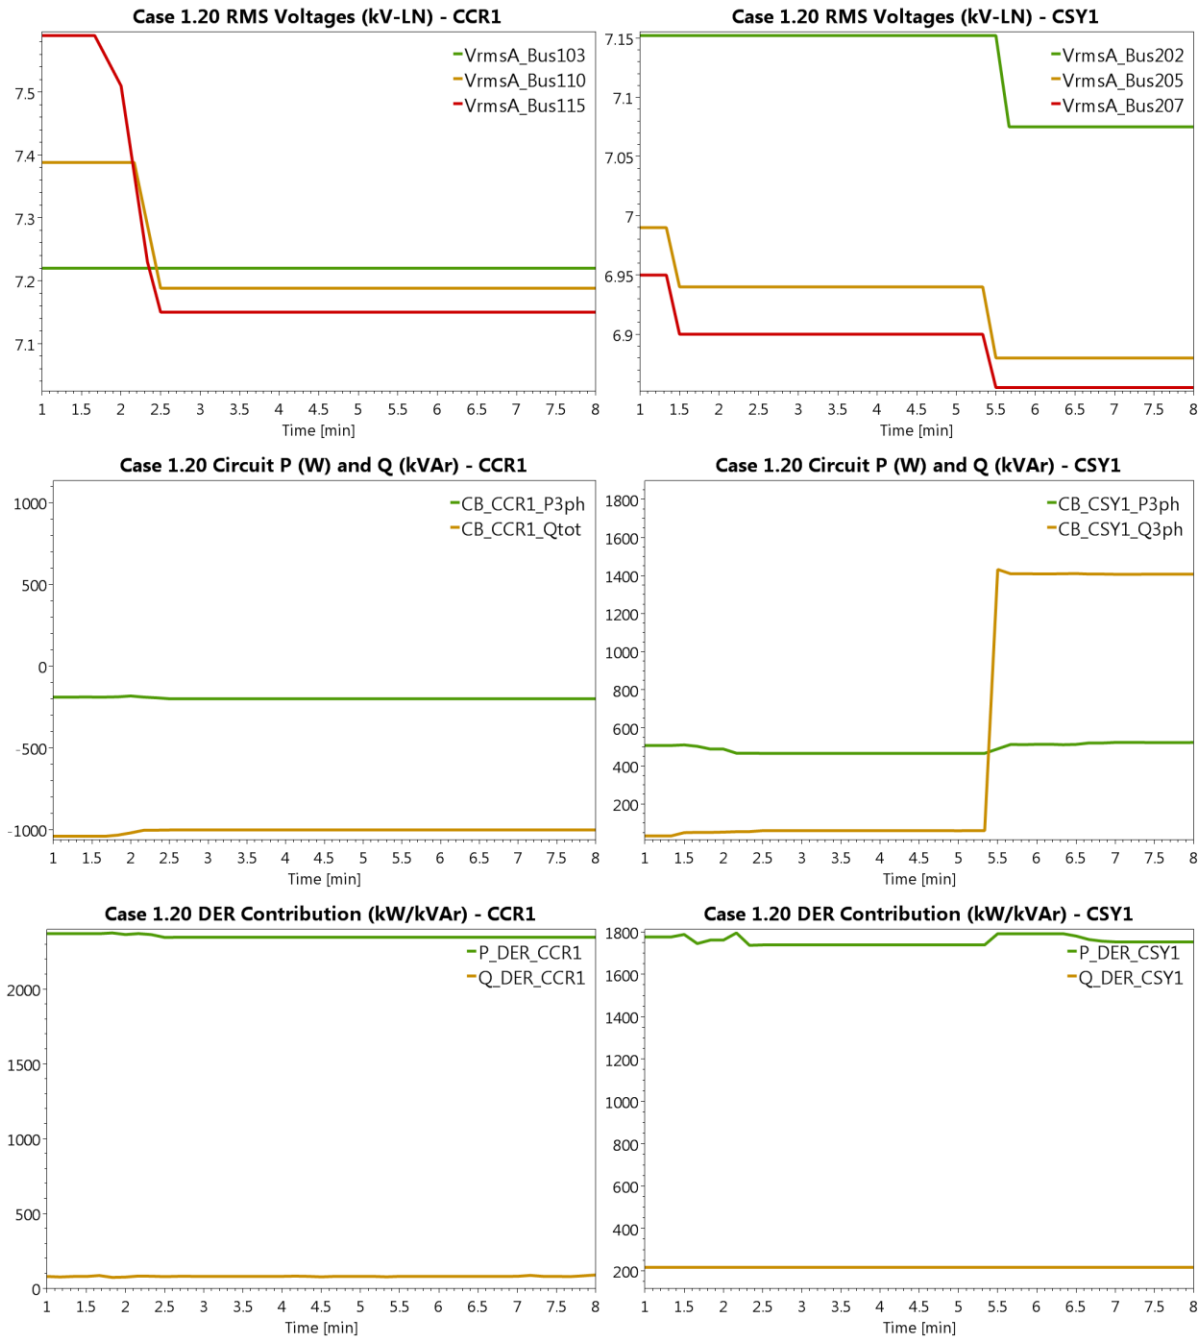 Case 1.20 RMS Voltages (kV-LN) - CCR1
VrmsA_Bus103
VrmsA_Bus110
VrmsA_Bus115
7.5
7.4
7.3
7.2
7.1
1 1.5 2 2.5 3 3.5 4 4.5 5 5.5 6 6.5 7 7.5 8
Time [min]
Case 1.20 RMS Voltages (kV-LN) - CSY1
VrmsA_Bus202
VrmsA_Bus205
VrmsA_Bus207
7.15
7.1
7.05
7
6.95
6.9
1 1.5 2 2.5 3 3.5 4 4.5 5 5.5 6 6.5 7 7.5 8
Time [min]
Case 1.20 Circuit P (W) and Q (kVAr) - CCR1
CB_CCR1_P3ph
CB_CCR1_Qtot
1000
500
0
-500
-1000
1 1.5 2 2.5 3 3.5 4 4.5 5 5.5 6 6.5 7 7.5 8
Time [min]
Case 1.20 Circuit P (W) and Q (kVAr) - CSY1
CB_CSY1_P3ph
CB_CSY1_Q3ph
1800
1600
1400
1200
1000
800
600
400
200
1 1.5 2 2.5 3 3.5 4 4.5 5 5.5 6 6.5 7 7.5 8
Time [min]
Case 1.20 DER Contribution (kW/kVAr) - CCR1
P_DER_CCR1
Q_DER_CCR1
2000
1500
1000
500
0
1 1.5 2 2.5 3 3.5 4 4.5 5 5.5 6 6.5 7 7.5 8
Time [min]
Case 1.20 DER Contribution (kW/kVAr) - CSY1
P_DER_CSY1
Q_DER_CSY1
1800
1600
1400
1200
1000
800
600
400
200
1 1.5 2 2.5 3 3.5 4 4.5 5 5.5 6 6.5 7 7.5 8
Time [min]